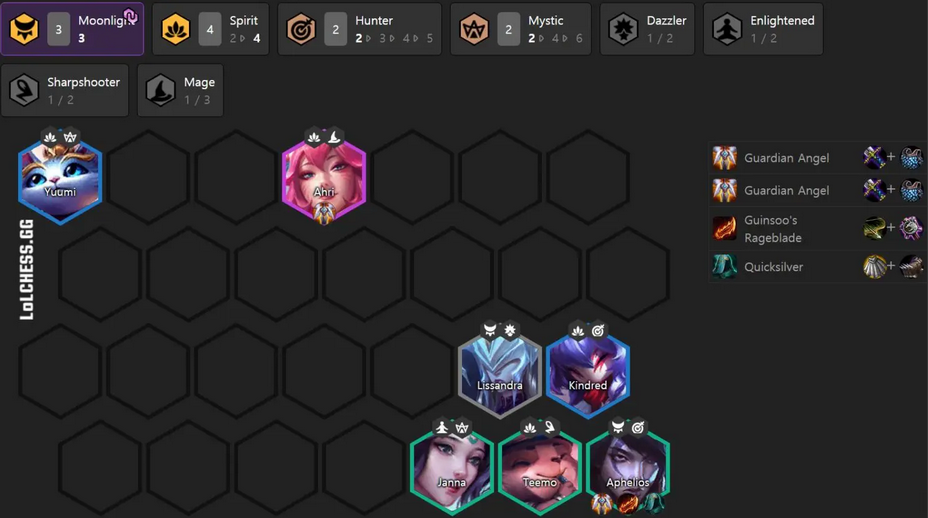 3 Moonlight 3
4 Spirit 2 4
2 Hunter 2 3 4 5
2 Mystic 2 4 6
Dazzler 1 / 2
Enlightened 1 / 2
Sharpshooter 1 / 2
Mage 1 / 3
Yuumi
Ahri
Guardian Angel +
Guardian Angel +
Guinsoo's
Rageblade +
Quicksilver +
LoLCHESS.GG
Lissandra
Kindred
Janna
Teemo
Aphelios